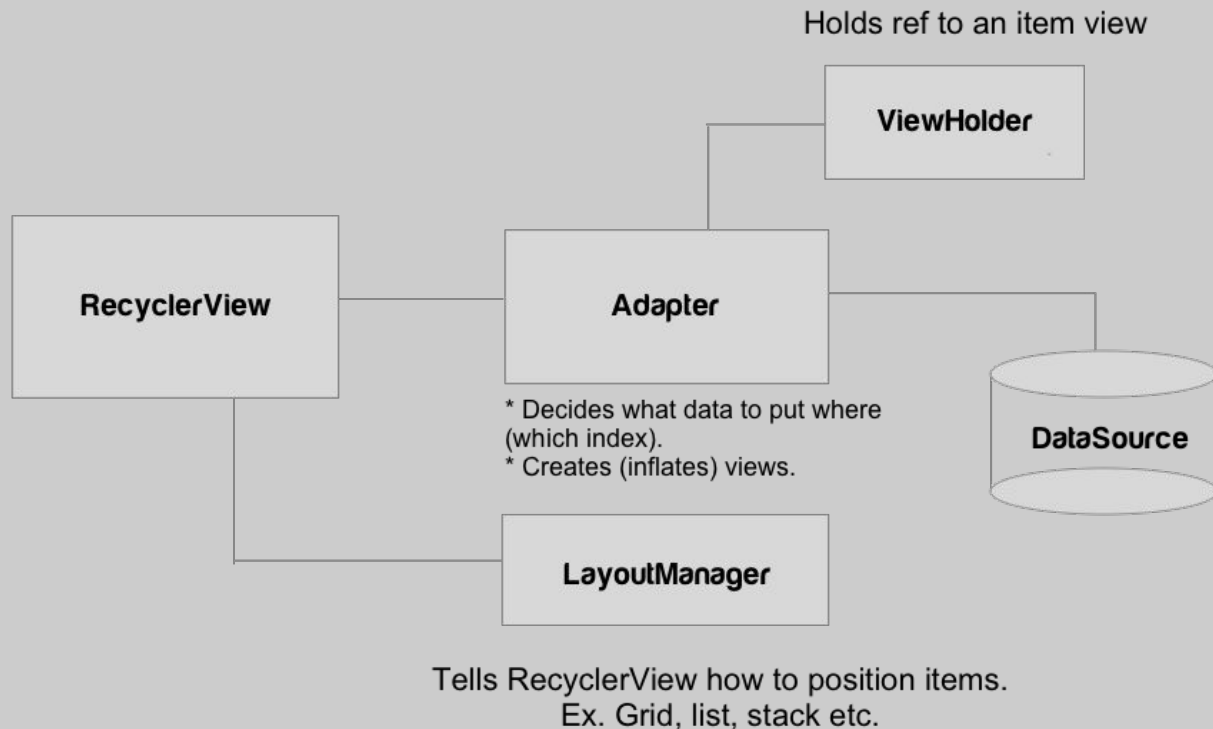 Holds ref to an item view
ViewHolder
RecyclerView
Adapter
* Decides what data to put where
(which index).
* Creates (inflates) views.
DataSource
LayoutManager
Tells RecyclerView how to position items.
Ex. Grid, list, stack etc.